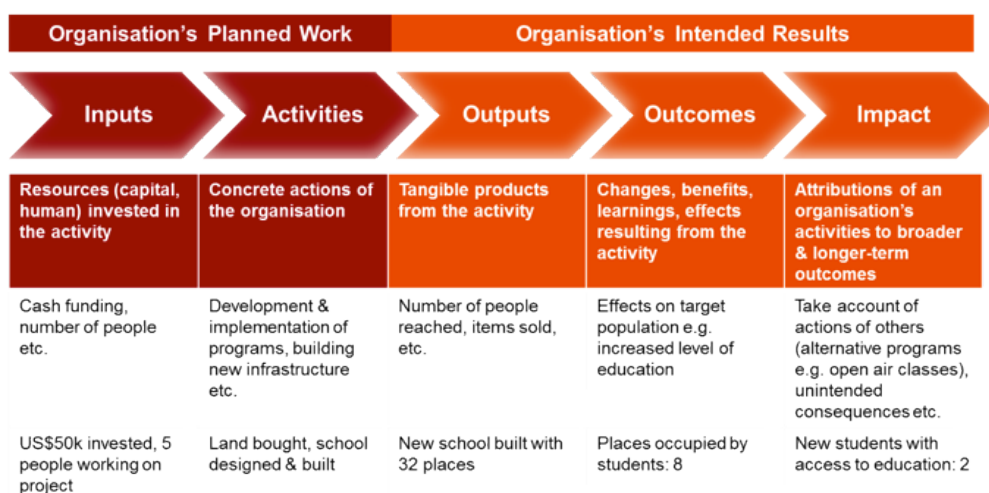 Organisation's Planned Work
Organisation's Intended Results
Inputs
Activities
Outputs
Outcomes
Impact
Resources (capital,
human) invested in
the activity
Concrete actions of
the organisation
Tangible products
from the activity
Changes, benefits,
learnings, effects
resulting from the
activity
Attributions of an
organisation's
activities to broader
& longer-term
outcomes
Cash funding,
number of people
etc.
Development &
implementation of
programs, building
new infrastructure
etc.
Number of people
reached, items sold,
etc.
Effects on target
population e.g.
increased level of
education
Take account of
actions of others
(alternative programs
e.g. open air classes),
unintended
consequences etc.
US$50k invested, 5
people working on
project
Land bought, school
designed & built
New school built with
32 places
Places occupied by
students: 8
New students with
access to education: 2